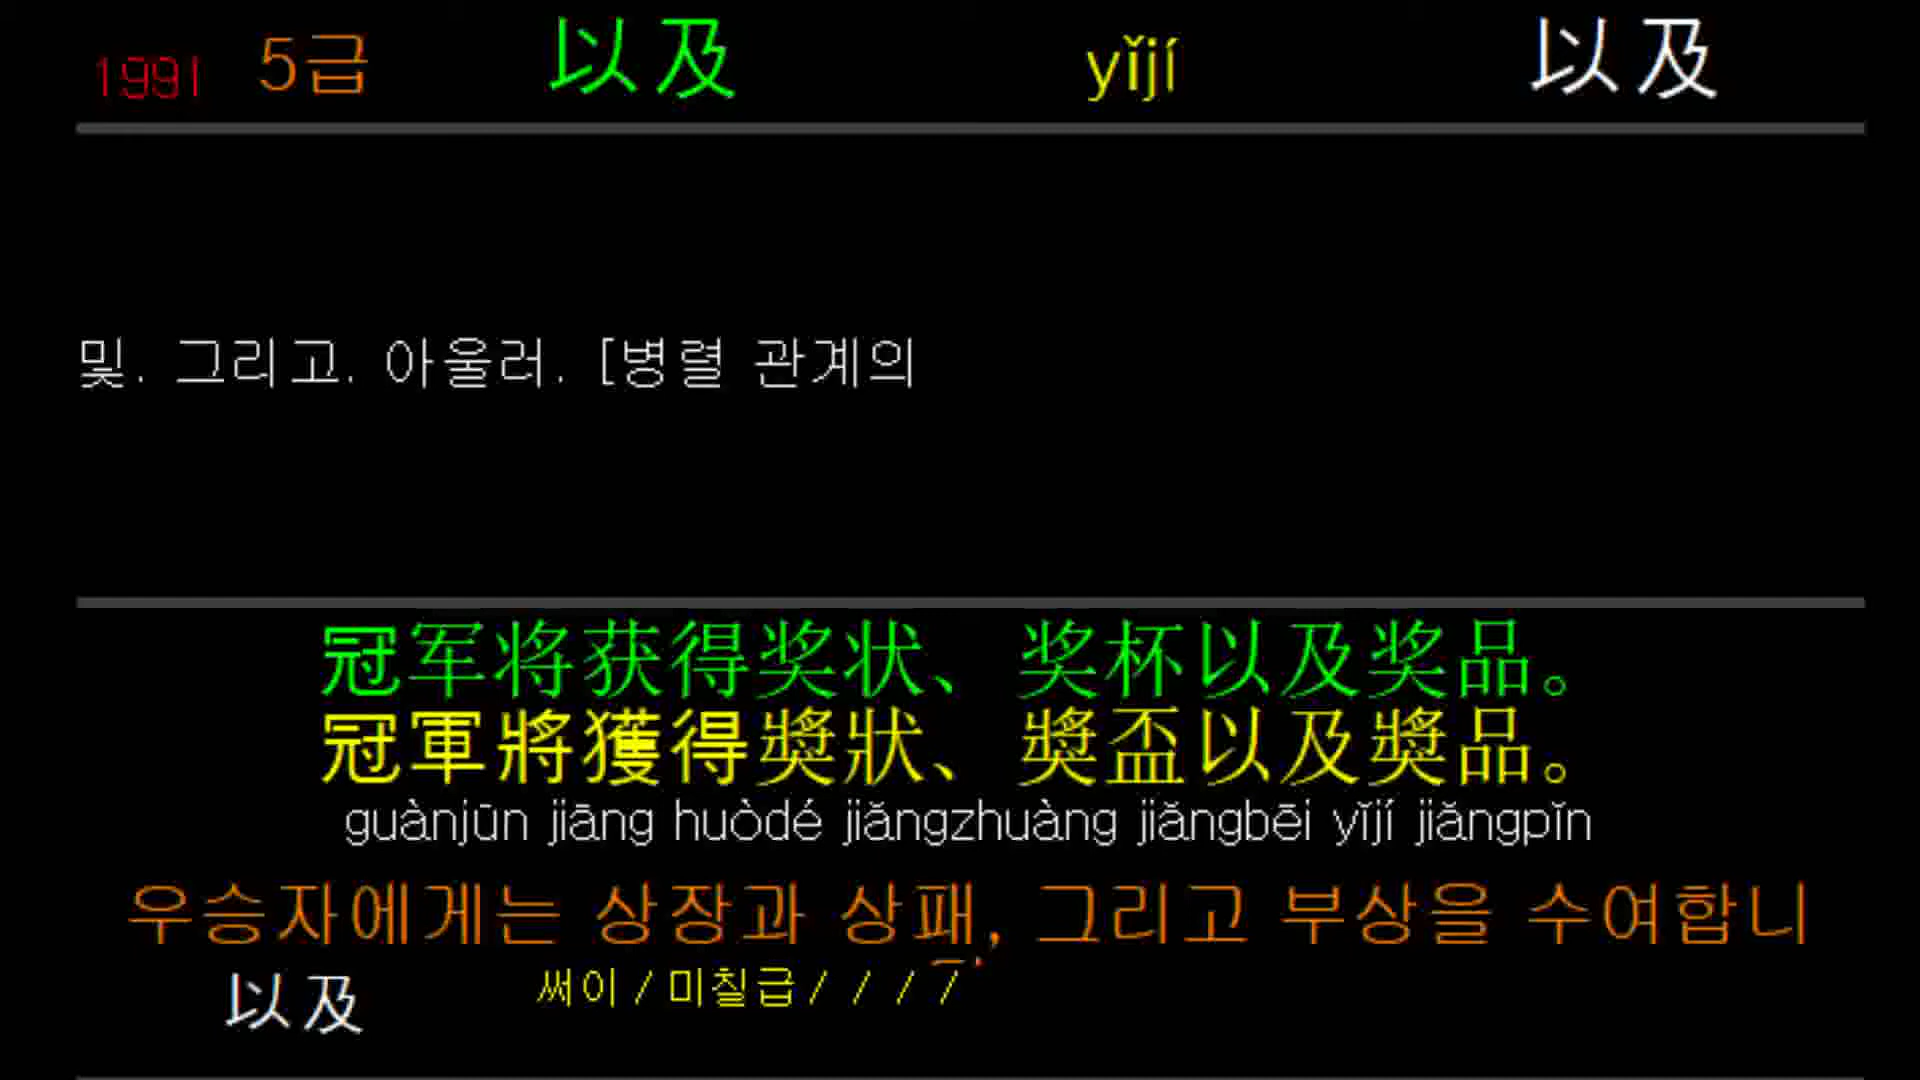 1991 5급 以及 yǐjí 以及
및. 그리고. 아울러. [병렬 관계의
冠军将获得奖状、奖杯以及奖品。
冠軍將獲得獎狀、獎盃以及獎品。
guànjūn jiāng huòdé jiǎngzhuàng jiǎngbēi yǐjí jiǎngpǐn
우승자에게는 상장과 상패, 그리고 부상을 수여합니
以及 써이/미칠급////